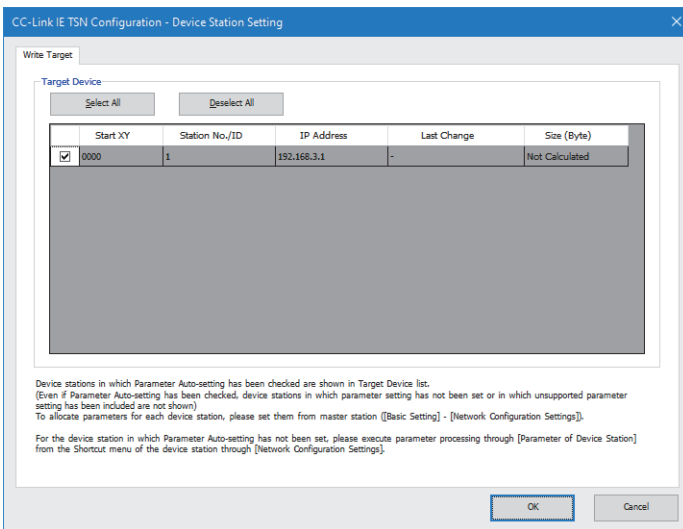 CC-Link IE TSN Configuration - Device Station Setting
Write Target
Target Device
Select All Deselect All
Start XY Station No./ID IP Address Last Change Size (Byte)
0000 1 192.168.3.1 - Not Calculated
Device stations in which Parameter Auto-setting has been checked are shown in Target Device list.
(Even if Parameter Auto-setting has been checked, device stations in which parameter setting has not been set or in which unsupported parameter
setting has been included are not shown)
To allocate parameters for each device station, please set them from master station ([Basic Setting] - [Network Configuration Settings]).
For the device station in which Parameter Auto-setting has not been set, please execute parameter processing through [Parameter of Device Station]
from the Shortcut menu of the device station through [Network Configuration Settings].
OK Cancel